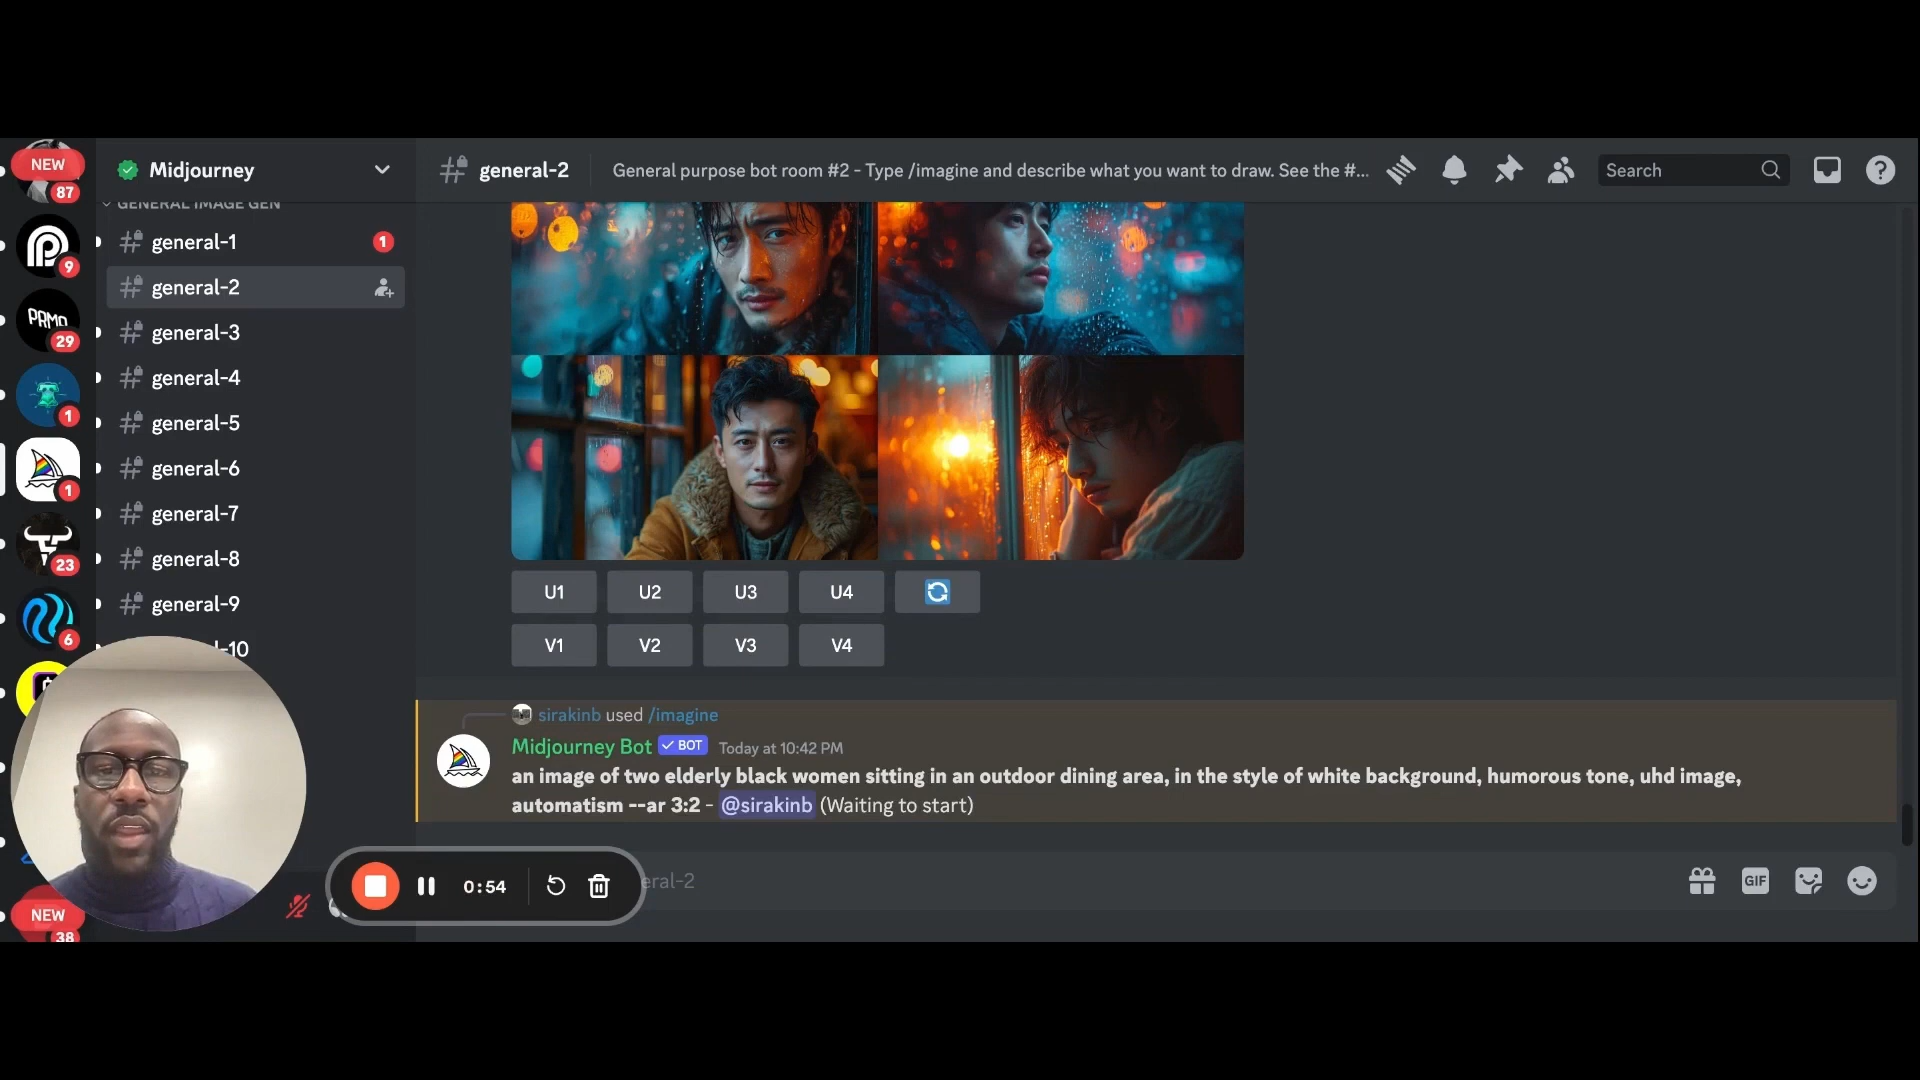 NEW
87
9
PRMD
29
1
1
23
6
NEW
38
Midjourney
GENERAL IMAGE GEN
general-1
1
general-2
general-3
general-4
general-5
general-6
general-7
general-8
general-9
-10
general-2
General purpose bot room #2 - Type /imagine and describe what you want to draw. See the #...
Search
U1 U2 U3 U4
V1 V2 V3 V4
sirakinb used /imagine
Midjourney Bot BOT Today at 10:42 PM
an image of two elderly black women sitting in an outdoor dining area, in the style of white background, humorous tone, uhd image,
automatism --ar 3:2 - @sirakinb (Waiting to start)
0:54
eral-2
GIF